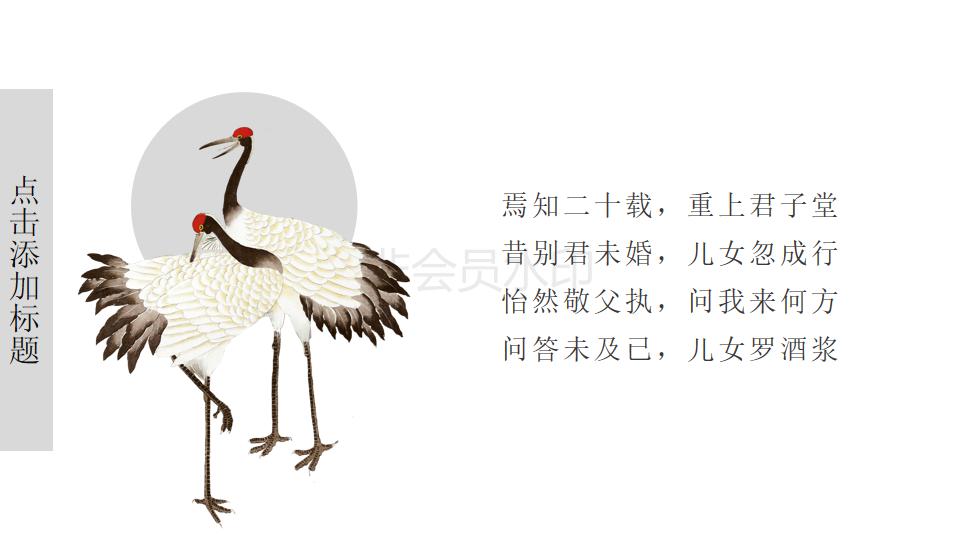 点击添加标题
焉知二十载，重上君子堂
昔别君未婚，儿女忽成行
怡然敬父执，问我来何方
问答未及已，儿女罗酒浆
会员水印